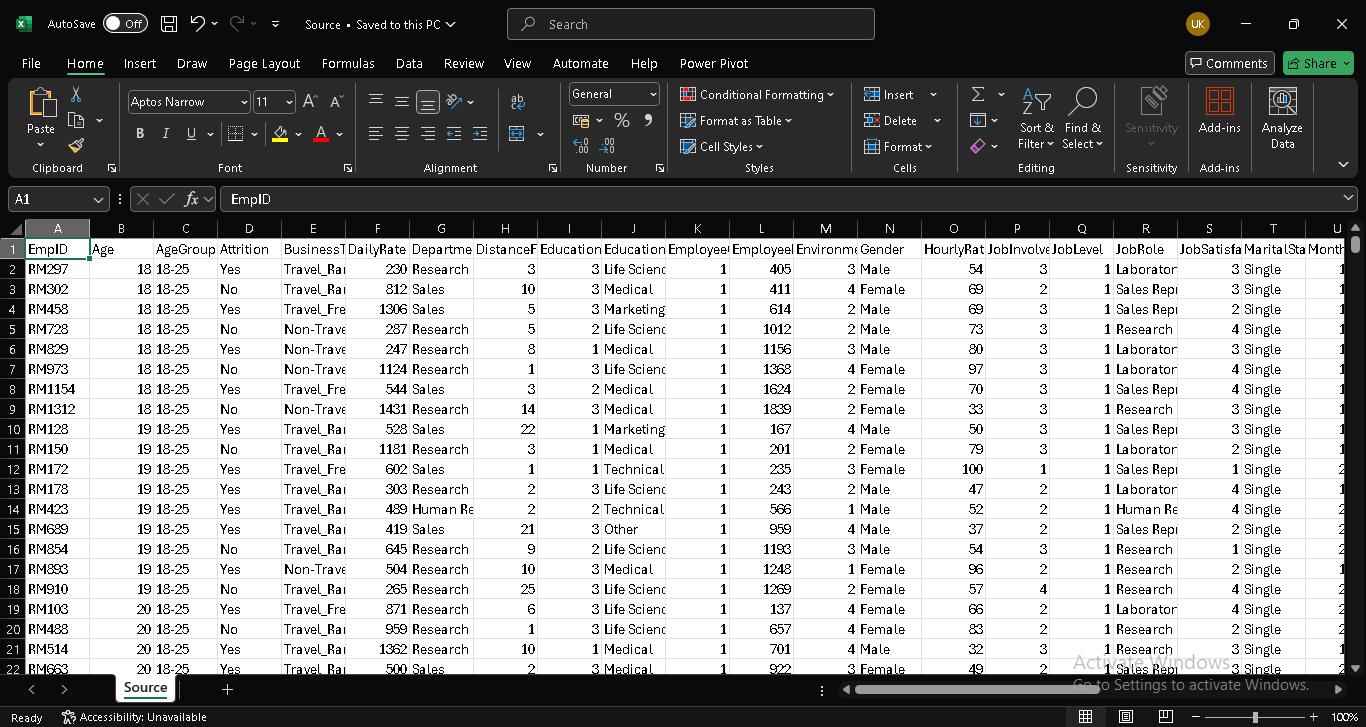 AutoSave Off Source • Saved to this PC Search UK
File Home Insert Draw Page Layout Formulas Data Review View Automate Help Power Pivot Comments Share
Paste Aptos Narrow 11 A A General Conditional Formatting Insert Sort & Find & Sensitivity Add-ins Analyze
B I U A ab % Format as Table Delete Filter Select Data
Cell Styles Format
Clipboard Font Alignment Number Styles Cells Editing Sensitivity Add-ins
A1 fx EmpID
A B C D E F G H I J K L M N O P Q R S T U
1 EmpID Age AgeGroup Attrition BusinessT DailyRate Departme DistanceF Education Education Employee Employee Environme Gender HourlyRat JobInvolve JobLevel JobRole JobSatisfa MaritalSta Month
2 RM297 18 18-25 Yes Travel_Ra 230 Research 3 3 Life Scienc 1 405 3 Male 54 3 1 Laborator 3 Single 1
3 RM302 18 18-25 No Travel_Ra 812 Sales 10 3 Medical 1 411 4 Female 69 2 1 Sales Rep 3 Single 1
4 RM458 18 18-25 Yes Travel_Fre 1306 Sales 5 3 Marketing 1 614 2 Male 69 3 1 Sales Rep 2 Single 1
5 RM728 18 18-25 No Non-Trave 287 Research 5 2 Life Scienc 1 1012 2 Male 73 3 1 Research 4 Single 1
6 RM829 18 18-25 Yes Non-Trave 247 Research 8 1 Medical 1 1156 3 Male 80 3 1 Laborator 3 Single 1
7 RM973 18 18-25 No Non-Trave 1124 Research 1 3 Life Scienc 1 1368 4 Female 97 3 1 Laborator 4 Single 1
8 RM1154 18 18-25 Yes Travel_Fre 544 Sales 3 2 Medical 1 1624 2 Female 70 3 1 Sales Rep 4 Single 1
9 RM1312 18 18-25 No Non-Trave 1431 Research 14 3 Medical 1 1839 2 Female 33 3 1 Research 3 Single 1
10 RM128 19 18-25 Yes Travel_Ra 528 Sales 22 1 Marketing 1 167 4 Male 50 3 1 Sales Rep 3 Single 1
11 RM150 19 18-25 No Travel_Ra 1181 Research 3 1 Medical 1 201 2 Female 79 3 1 Laborator 2 Single 1
12 RM172 19 18-25 Yes Travel_Fre 602 Sales 1 1 Technical 1 235 3 Female 100 1 1 Sales Rep 1 Single 2
13 RM178 19 18-25 Yes Travel_Ra 303 Research 2 3 Life Scienc 1 243 2 Male 47 2 1 Laborator 4 Single 1
14 RM423 19 18-25 Yes Travel_Ra 489 Human Re 2 2 Technical 1 566 1 Male 52 2 1 Human Re 4 Single 2
15 RM689 19 18-25 Yes Travel_Ra 419 Sales 21 3 Other 1 959 4 Male 37 2 1 Sales Rep 2 Single 2
16 RM854 19 18-25 No Travel_Ra 645 Research 9 2 Life Scienc 1 1193 3 Male 54 3 1 Research 1 Single 2
17 RM893 19 18-25 Yes Non-Trave 504 Research 10 3 Medical 1 1248 1 Female 96 2 1 Research 3 Single 1
18 RM910 19 18-25 No Travel_Ra 265 Research 25 3 Life Scienc 1 1269 2 Female 57 4 1 Research 4 Single 2
19 RM103 20 18-25 Yes Travel_Fre 871 Research 6 3 Life Scienc 1 137 4 Female 66 2 1 Laborator 4 Single 2
20 RM488 20 18-25 No Travel_Ra 959 Research 1 3 Life Scienc 1 657 4 Female 83 2 1 Research 2 Single 2
21 RM514 20 18-25 Yes Travel_Ra 1362 Research 10 1 Medical 1 701 4 Male 32 3 1 Research 3 Single 2
22 RM663 20 18-25 Yes Travel_Ra 500 Sales 2 3 Medical 1 922 3 Female 49 2 1 Sales Rep 3 Single 2
Activate Windows
Go to Settings to activate Windows.
Source
Ready Accessibility: Unavailable 100%